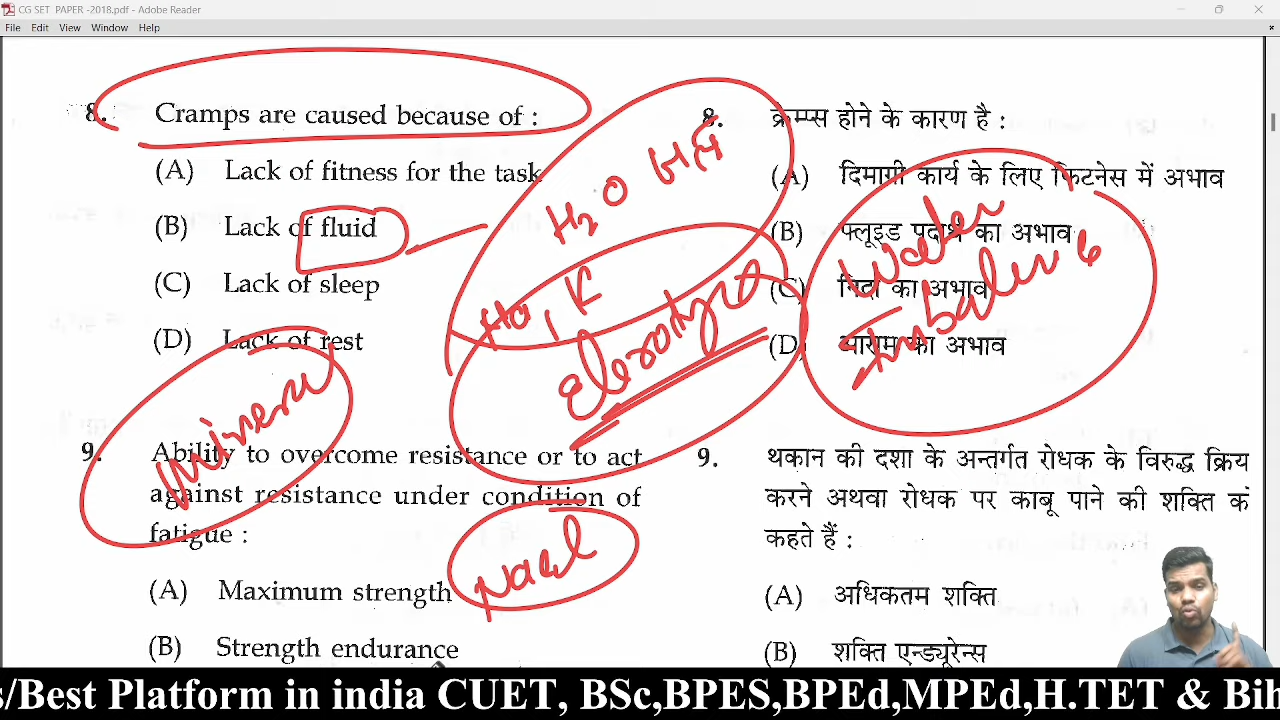 CG SET PAPER -2018.pdf - Adobe Reader
File Edit View Window Help
8. Cramps are caused because of :
(A) Lack of fitness for the task
(B) Lack of fluid
(C) Lack of sleep
(D) Lack of rest
9. Ability to overcome resistance or to act
against resistance under condition of
fatigue :
(A) Maximum strength
(B) Strength endurance
8. क्रम्प्स होने के कारण है :
(A) दिमागी कार्य के लिए फिटनेस में अभाव
(B) फ्लूइड पदार्थ का अभाव
(C) निद्रा का अभाव
(D) आराम का अभाव
9. थकान की दशा के अन्तर्गत रोधक के विरुद्ध क्रिय
करने अथवा रोधक पर काबू पाने की शक्ति कं
कहते हैं :
(A) अधिकतम शक्ति
(B) शक्ति एन्ड्यूरेन्स
H₂O
K
Water
Mineral
Nacl
s/Best Platform in india CUET, BSc,BPES,BPEd,MPEd,H.TET & Bih